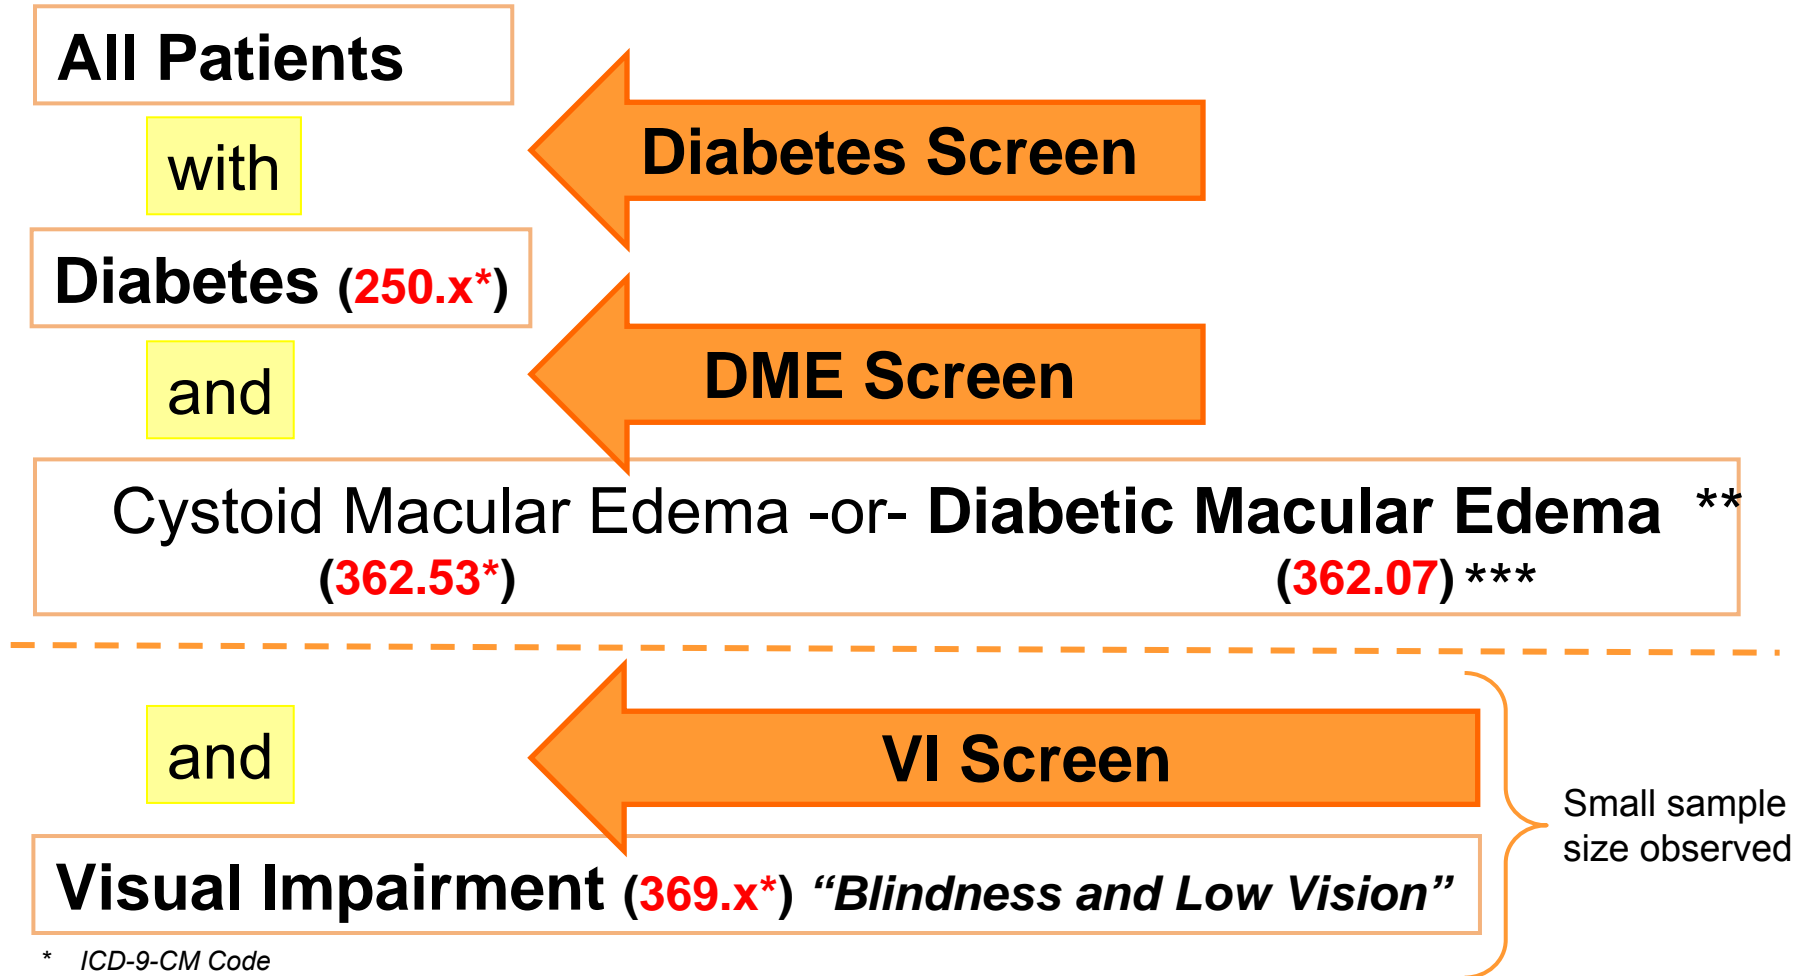 All Patients
with
Diabetes Screen
Diabetes (250.x*)
and
DME Screen
Cystoid Macular Edema -or- Diabetic Macular Edema **
(362.53*) (362.07) ***
and
VI Screen
Small sample
size observed
Visual Impairment (369.x*) “Blindness and Low Vision”
* ICD-9-CM Code